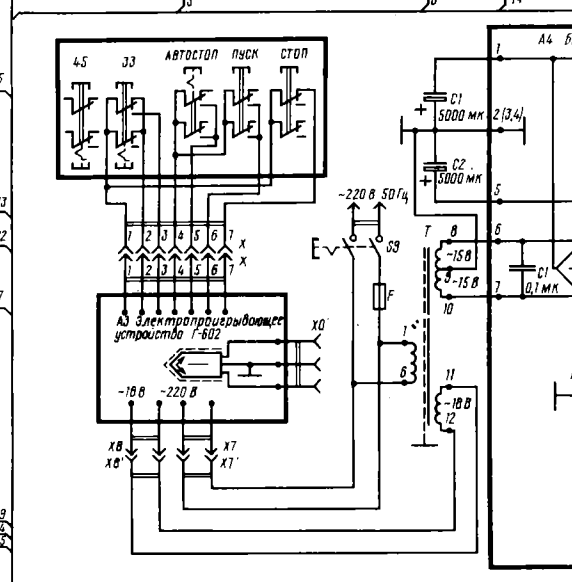 45 33 АВТОСТОП ПУСК СТОП
1 2 3 4 5 6 7 X
X
1 2 3 4 5 6 7
А3 Электропроигрывающее
устройство Г-602
X0'
~18 В ~220 В
X8 X7
X8' X7'
~220 В 50 Гц
S9
F
T
1
6
8
~15 В
9
~15 В
10
11
~18 В
12
C1
5000 МК
C2
5000 МК
А4
1
2 (3,4)
5
6
7
C1
0,1 МК